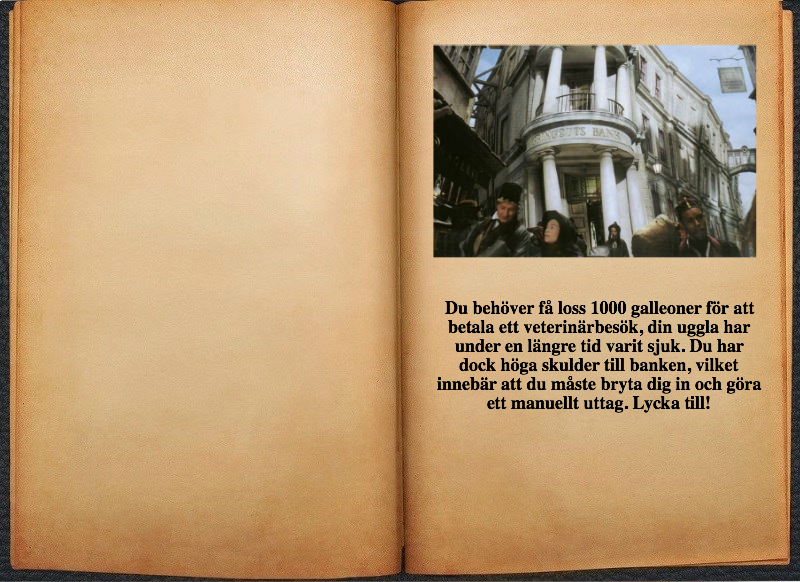 GRINGOTTS BANK
Du behöver få loss 1000 galleoner för att
betala ett veterinärbesök, din uggla har
under en längre tid varit sjuk. Du har
dock höga skulder till banken, vilket
innebär att du måste bryta dig in och göra
ett manuellt uttag. Lycka till!